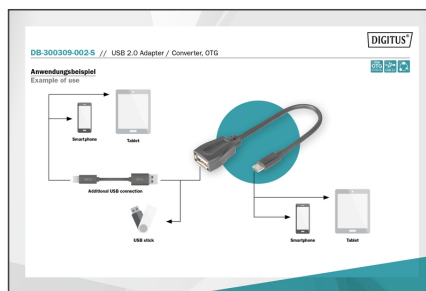 DIGITUS®
DB-300309-002-S // USB 2.0 Adapter / Converter, OTG
Anwendungsbeispiel
Example of use
OTG
Smartphone
Tablet
Additional USB connection
USB stick
Smartphone
Tablet